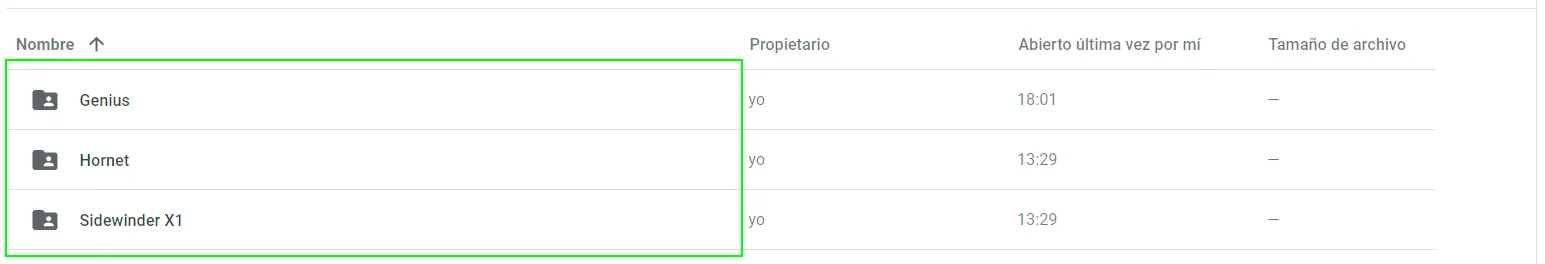 Nombre Propietario Abierto última vez por mí Tamaño de archivo
Genius yo 18:01 —
Hornet yo 13:29 —
Sidewinder X1 yo 13:29 —